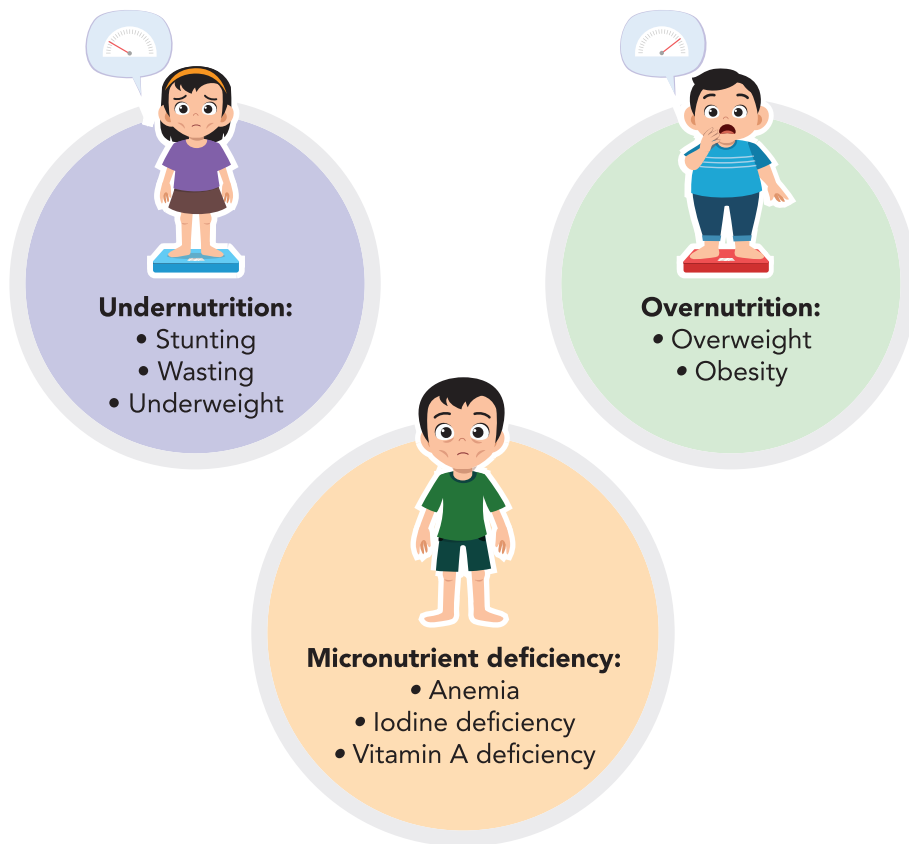 Undernutrition:
• Stunting
• Wasting
• Underweight
Overnutrition:
• Overweight
• Obesity
Micronutrient deficiency:
• Anemia
• Iodine deficiency
• Vitamin A deficiency